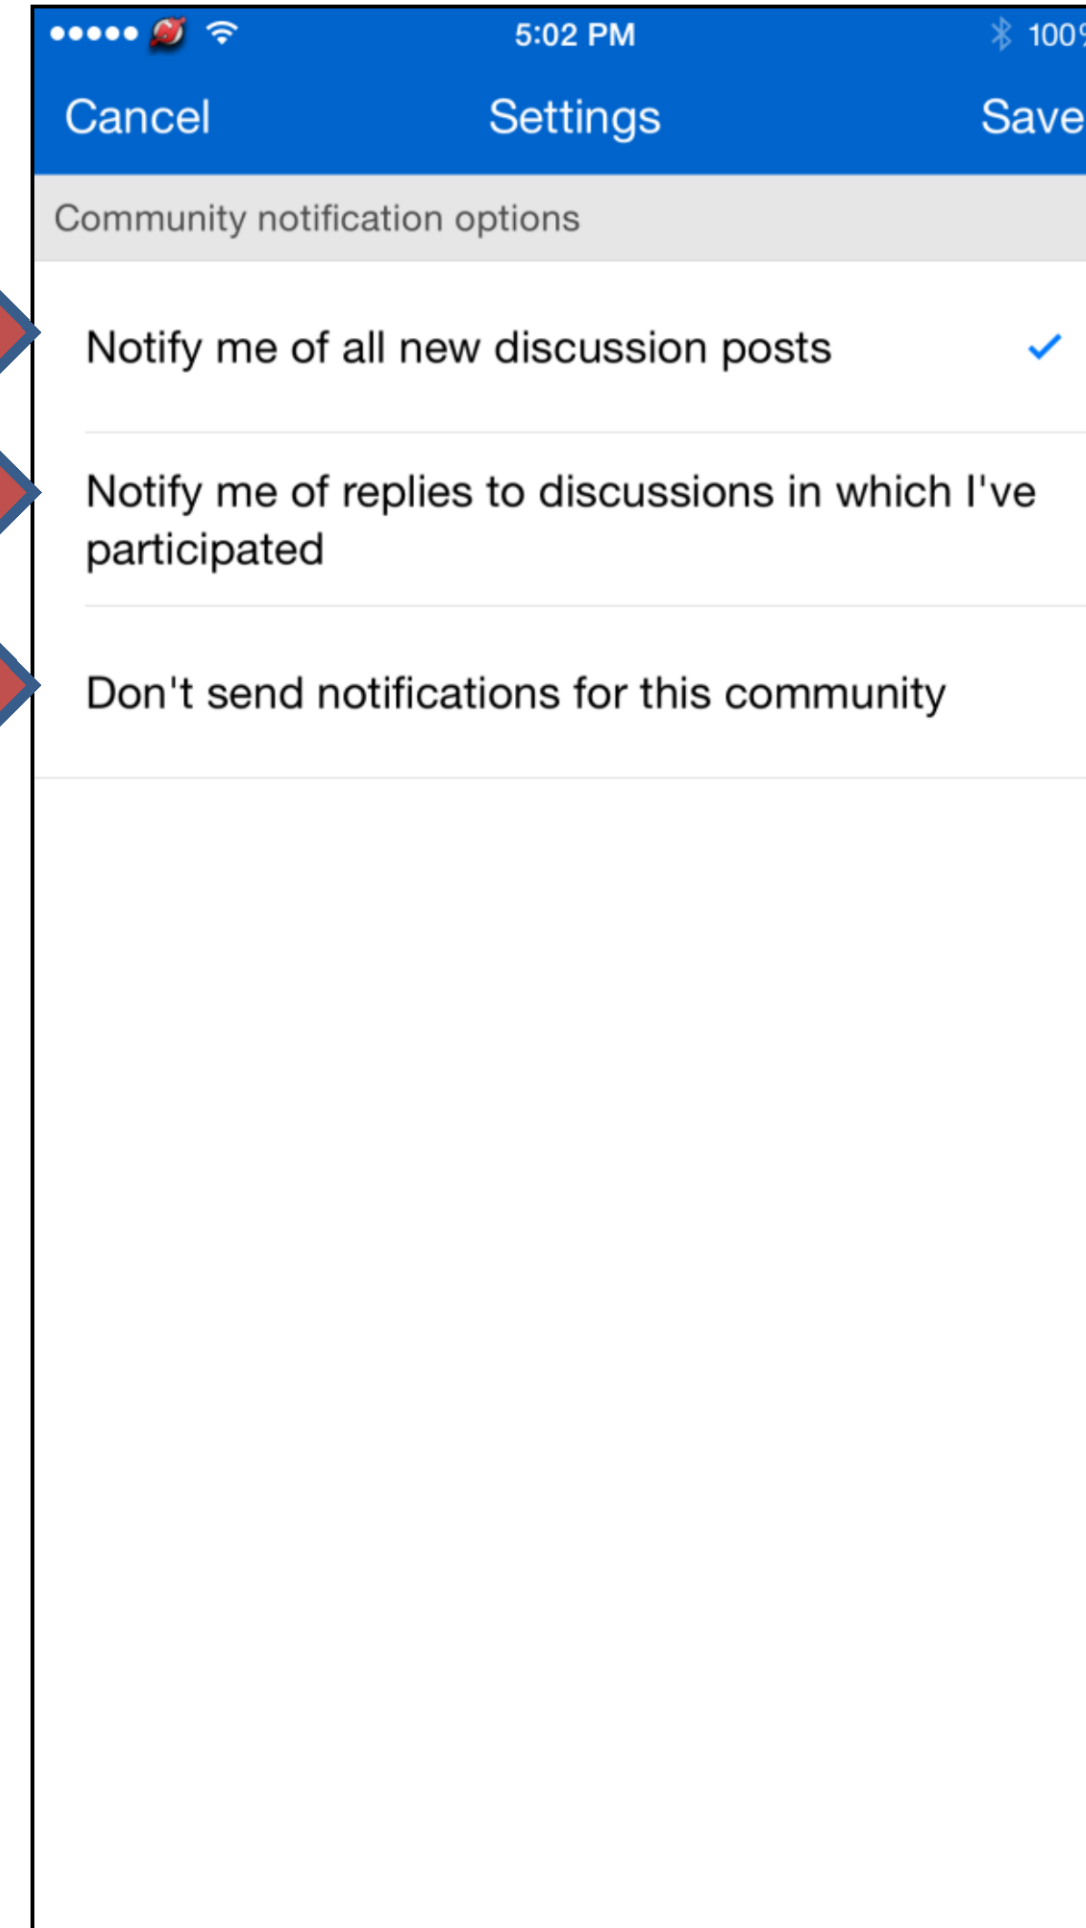 5:02 PM 100%
Cancel Settings Save
Community notification options
Notify me of all new discussion posts
Notify me of replies to discussions in which I've
participated
Don't send notifications for this community